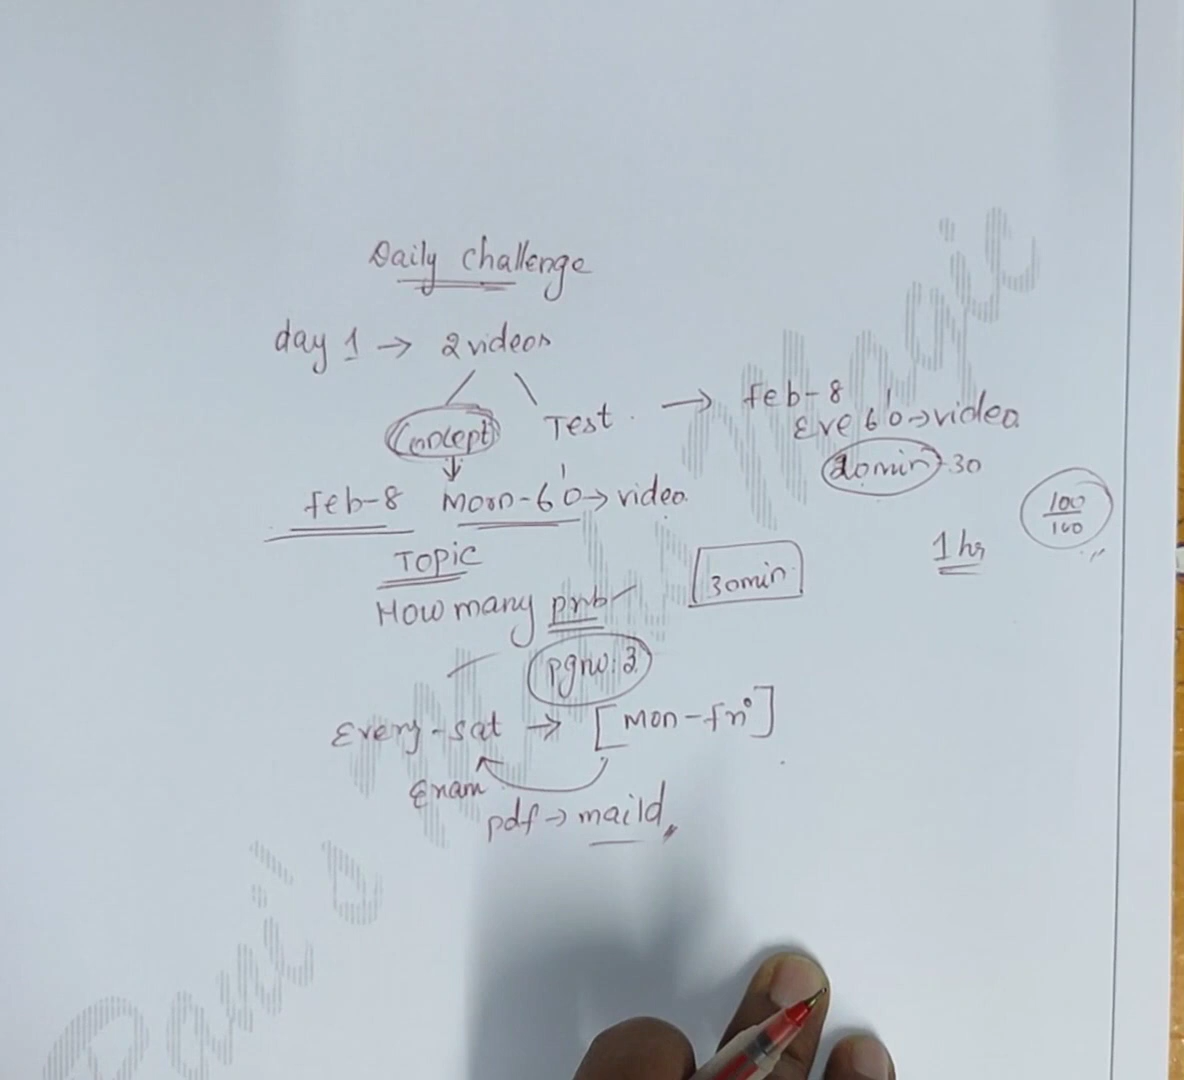 Daily challenge
day 1 → 2 videos
Concept Test → feb-8
Eve 6'0 → video
20min - 30
feb-8 Morn-6'0 → video
100/100
1 hr
Topic
30min
How many prob
pgno: 3
Every-sat → [Mon-fri]
Exam
pdf → maild